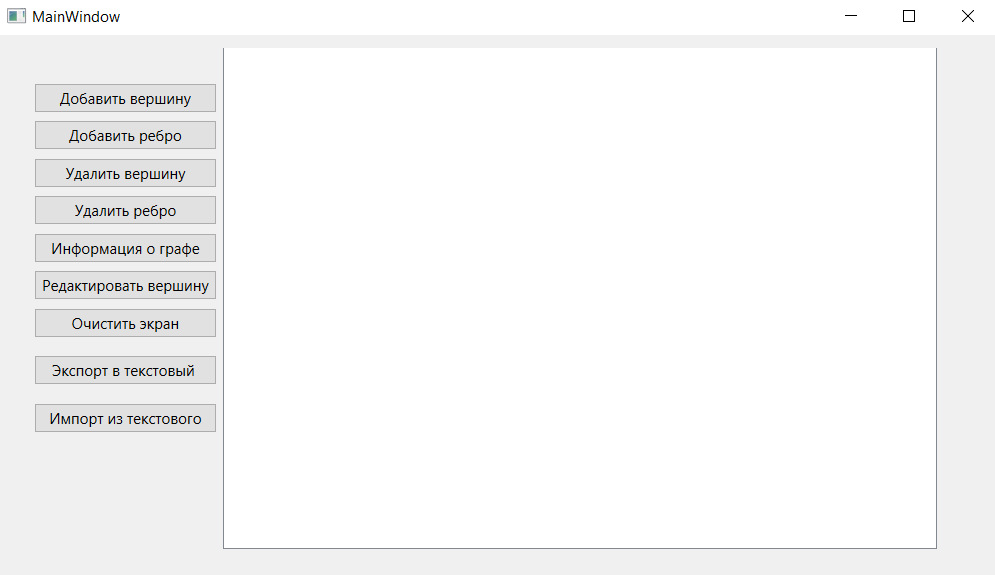 MainWindow
Добавить вершину
Добавить ребро
Удалить вершину
Удалить ребро
Информация о графе
Редактировать вершину
Очистить экран
Экспорт в текстовый
Импорт из текстового